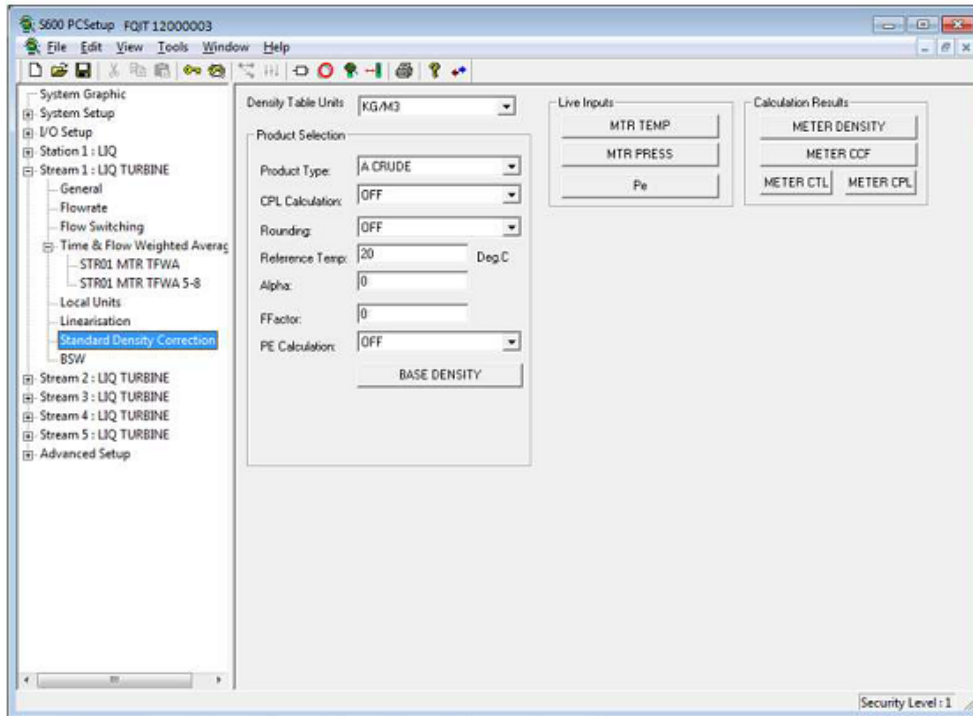 S600 PCSetup FQIT 12000003
File Edit View Tools Window Help
System Graphic
System Setup
I/O Setup
Station 1 : LIQ
Stream 1 : LIQ TURBINE
General
Flowrate
Flow Switching
Time & Flow Weighted Averag
STR01 MTR TFWA
STR01 MTR TFWA 5-8
Local Units
Linearisation
Standard Density Correction
BSW
Stream 2 : LIQ TURBINE
Stream 3 : LIQ TURBINE
Stream 4 : LIQ TURBINE
Stream 5 : LIQ TURBINE
Advanced Setup
Density Table Units KG/M3
Product Selection
Product Type: A CRUDE
CPL Calculation: OFF
Rounding: OFF
Reference Temp: 20 Deg.C
Alpha: 0
FFactor: 0
PE Calculation: OFF
BASE DENSITY
Live Inputs
MTR TEMP
MTR PRESS
Pe
Calculation Results
METER DENSITY
METER CCF
METER CTL METER CPL
Security Level : 1